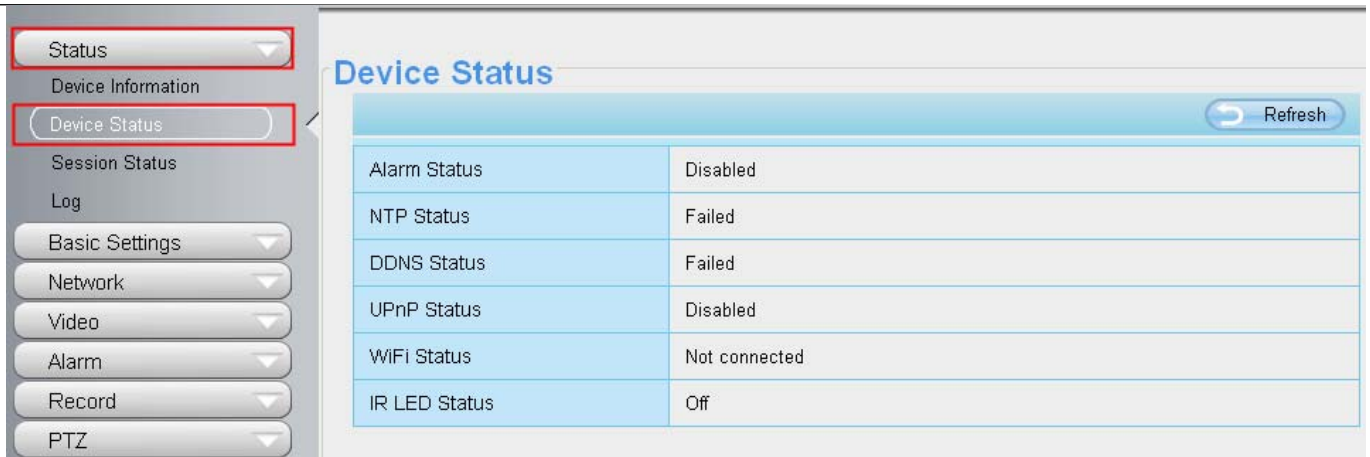 Status
Device Information
Device Status
Session Status
Log
Basic Settings
Network
Video
Alarm
Record
PTZ
Device Status
Refresh
Alarm Status Disabled
NTP Status Failed
DDNS Status Failed
UPnP Status Disabled
WiFi Status Not connected
IR LED Status Off